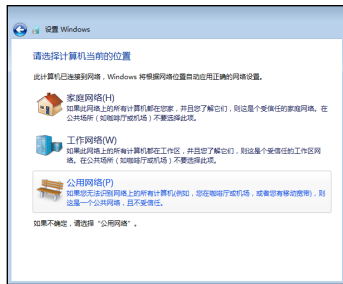 设置 Windows
请选择计算机当前的位置
此计算机已连接到网络，Windows 将根据网络位置自动应用正确的网络设置。
家庭网络(H)
如果此网络上的所有计算机都在您家，并且您了解它们，则这是个受信任的家庭网络。在
公共场所（如咖啡厅或机场）不要选择此项。
工作网络(W)
如果此网络上的所有计算机都在工作区，并且您了解它们，则这是个受信任的工作区网
络。在公共场所（如咖啡厅或机场）不要选择此项。
公用网络(P)
如果您无法识别网络上的所有计算机(例如，您在咖啡厅或机场，或者您有移动宽带)，则
这是一个公共网络，且不受信任。
如果不确定，请选择“公用网络”。